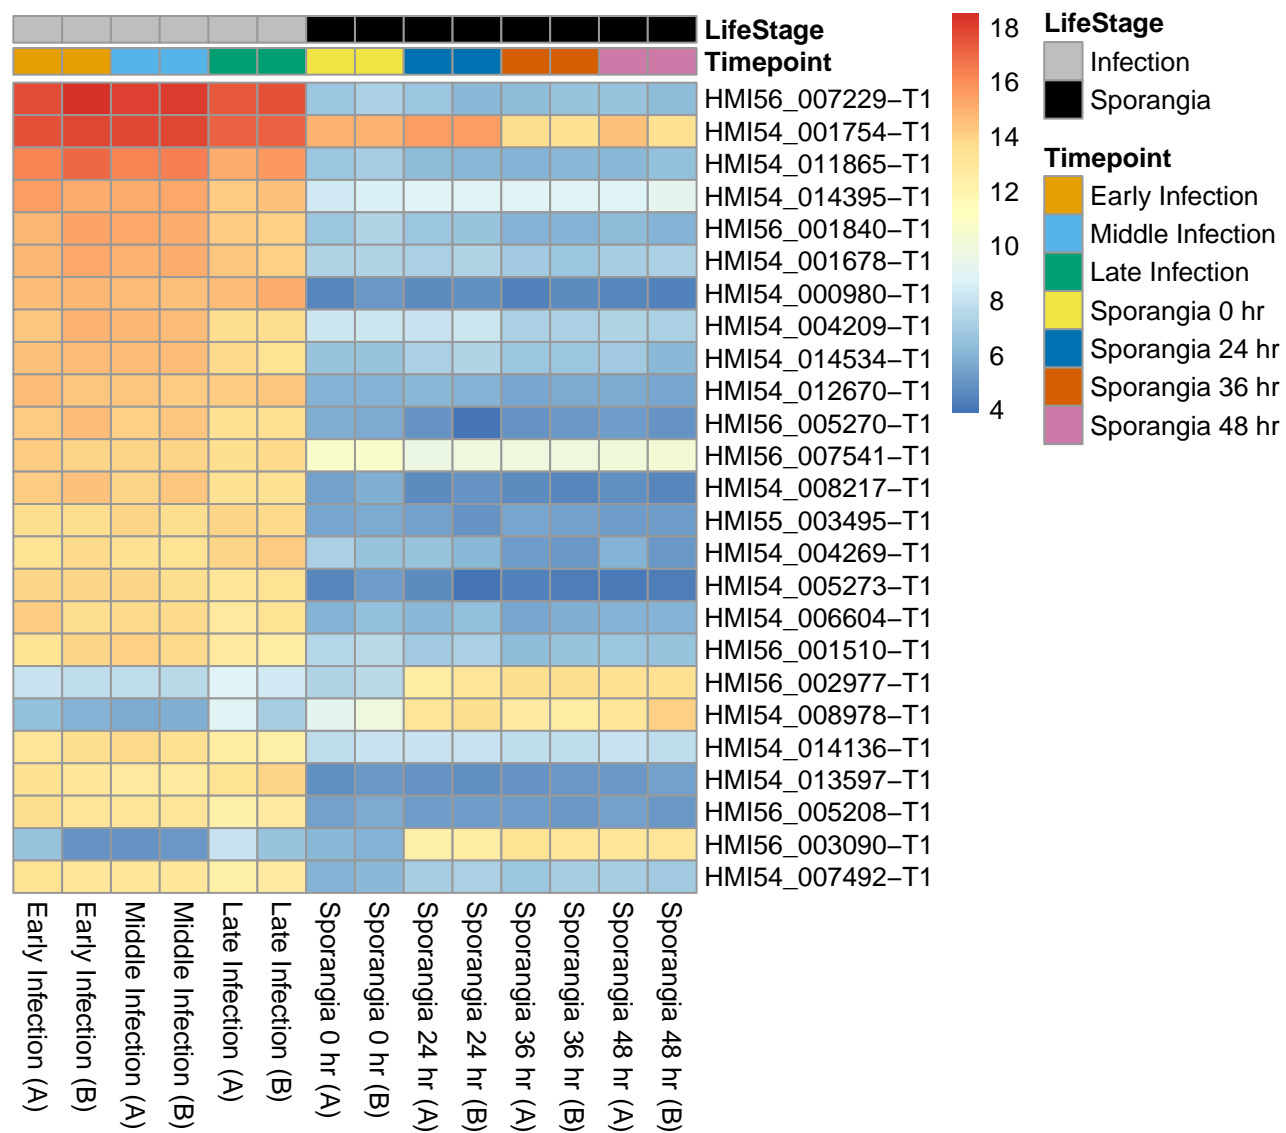 LifeStage
Timepoint
HMI56_007229−T1
HMI54_001754−T1
HMI54_011865−T1
HMI54_014395−T1
HMI56_001840−T1
HMI54_001678−T1
HMI54_000980−T1
HMI54_004209−T1
HMI54_014534−T1
HMI54_012670−T1
HMI56_005270−T1
HMI56_007541−T1
HMI54_008217−T1
HMI55_003495−T1
HMI54_004269−T1
HMI54_005273−T1
HMI54_006604−T1
HMI56_001510−T1
HMI56_002977−T1
HMI54_008978−T1
HMI54_014136−T1
HMI54_013597−T1
HMI56_005208−T1
HMI56_003090−T1
HMI54_007492−T1
Early Infection (A)
Early Infection (B)
Middle Infection (A)
Middle Infection (B)
Late Infection (A)
Late Infection (B)
Sporangia 0 hr (A)
Sporangia 0 hr (B)
Sporangia 24 hr (A)
Sporangia 24 hr (B)
Sporangia 36 hr (A)
Sporangia 36 hr (B)
Sporangia 48 hr (A)
Sporangia 48 hr (B)
18
16
14
12
10
8
6
4
LifeStage
Infection
Sporangia
Timepoint
Early Infection
Middle Infection
Late Infection
Sporangia 0 hr
Sporangia 24 hr
Sporangia 36 hr
Sporangia 48 hr